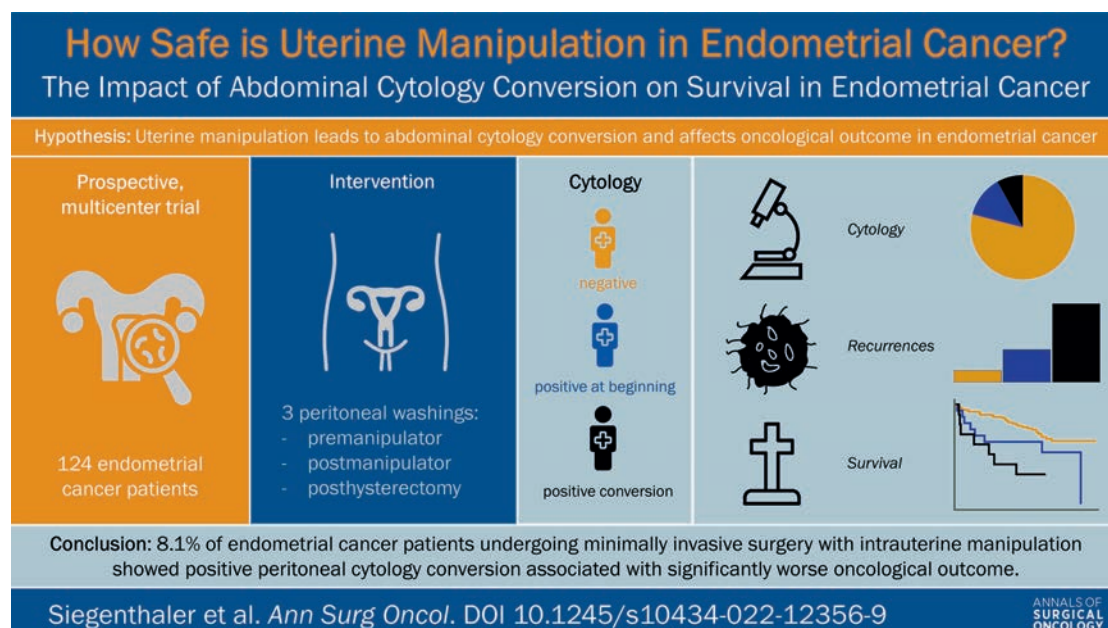 How Safe is Uterine Manipulation in Endometrial Cancer?
The Impact of Abdominal Cytology Conversion on Survival in Endometrial Cancer
Hypothesis: Uterine manipulation leads to abdominal cytology conversion and affects oncological outcome in endometrial cancer
Prospective,
multicenter trial
124 endometrial
cancer patients
Intervention
3 peritoneal washings:
- premanipulator
- postmanipulator
- posthysterectomy
Cytology
negative
positive at beginning
positive conversion
Cytology
Recurrences
Survival
Conclusion: 8.1% of endometrial cancer patients undergoing minimally invasive surgery with intrauterine manipulation
showed positive peritoneal cytology conversion associated with significantly worse oncological outcome.
Siegenthaler et al. Ann Surg Oncol. DOI 10.1245/s10434-022-12356-9
ANNALS OF
SURGICAL
ONCOLOGY